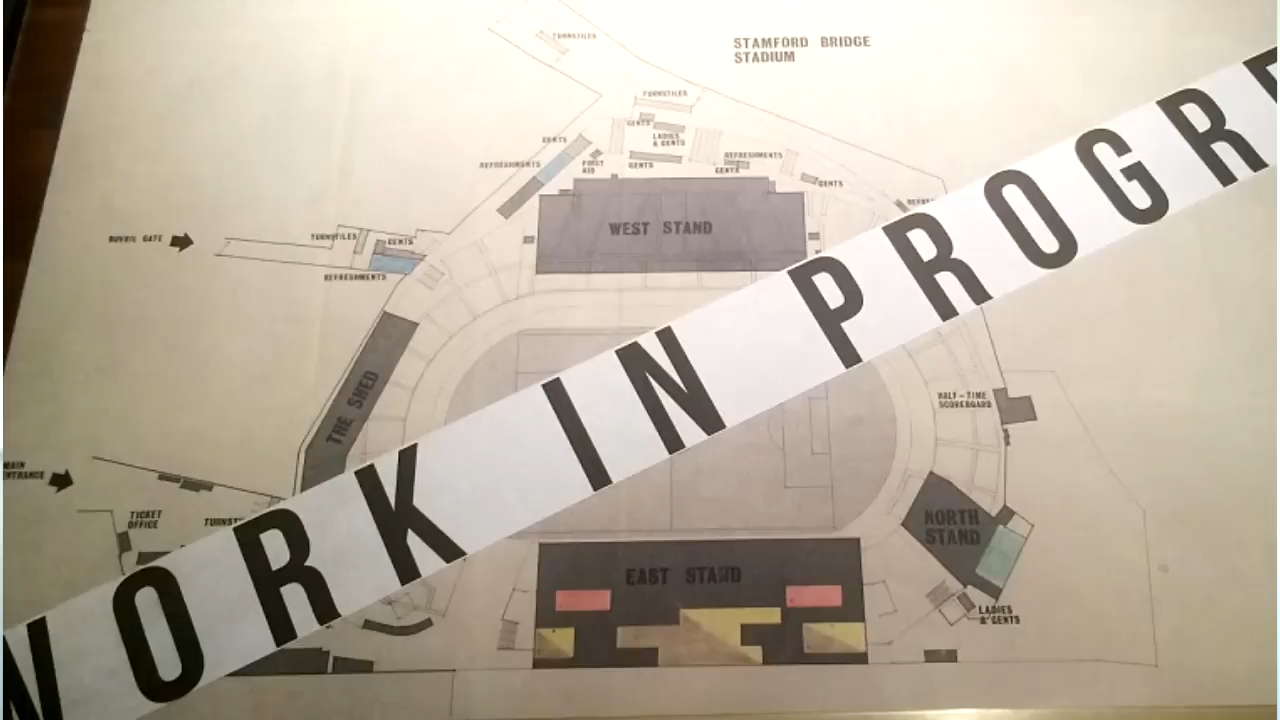 TURNSTILES
STAMFORD BRIDGE
STADIUM
TURNSTILES
GENTS
LADIES
& GENTS
GENTS
REFRESHMENTS
FIRST
AID
GENTS
REFRESHMENTS
GENTS
GENTS
WEST STAND
BOVRIL GATE
TURNSTILES
GENTS
REFRESHMENTS
THE SHED
HALF-TIME
SCOREBOARD
MAIN
ENTRANCE
TICKET
OFFICE
NORTH
STAND
EAST STAND
LADIES
& GENTS
WORK IN PROGR